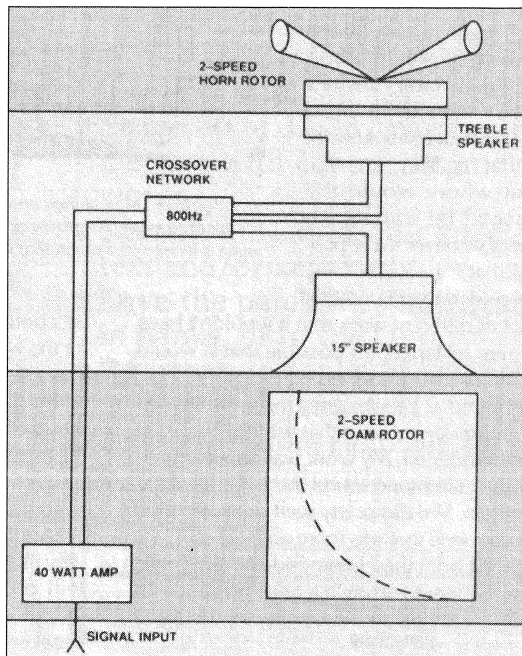 2-SPEED
HORN ROTOR
TREBLE
SPEAKER
CROSSOVER
NETWORK
800Hz
15" SPEAKER
2-SPEED
FOAM ROTOR
40 WATT AMP
SIGNAL INPUT